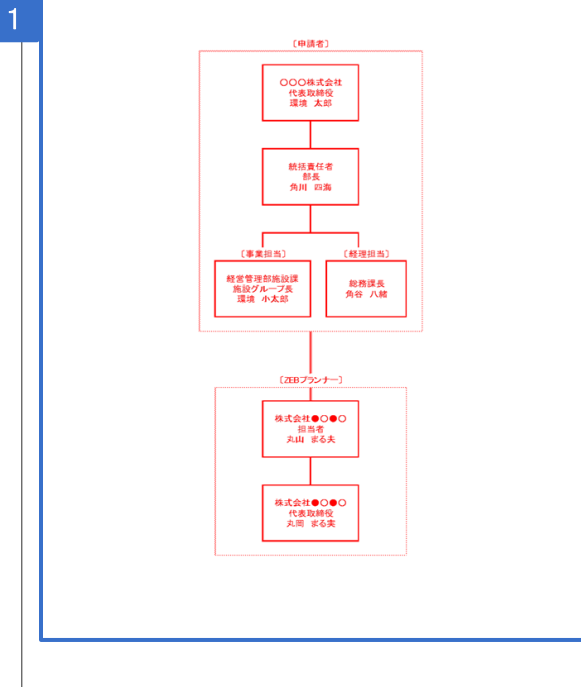 1
〔申請者〕
〇〇〇株式会社
代表取締役
環境 太郎
統括責任者
部長
角川 四海
〔事業担当〕
〔経理担当〕
経営管理部施設課
施設グループ長
環境 小太郎
総務課長
角谷 八緒
〔ZEBプランナー〕
株式会社●〇●〇
担当者
丸山 まる夫
株式会社●〇●〇
代表取締役
丸岡 まる実